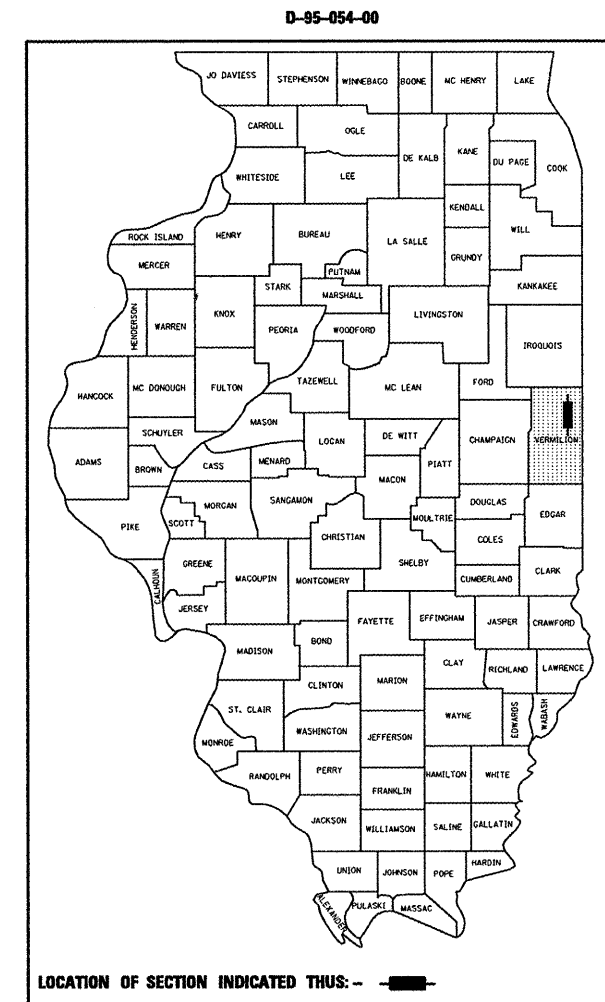 D-95-054-00
JO DAVIESS
STEPHENSON
WINNEBAGO
BOONE
MC HENRY
LAKE
CARROLL
OGLE
DE KALB
KANE
DU PAGE
COOK
WHITESIDE
LEE
KENDALL
WILL
ROCK ISLAND
HENRY
BUREAU
LA SALLE
GRUNDY
MERCER
PUTNAM
KANKAKEE
STARK
MARSHALL
HENDERSON
WARREN
KNOX
PEORIA
WOODFORD
LIVINGSTON
IROQUOIS
HANCOCK
MC DONOUGH
FULTON
TAZEWELL
MC LEAN
FORD
SCHUYLER
MASON
LOGAN
DE WITT
CHAMPAIGN
VERMILION
ADAMS
BROWN
CASS
MENARD
MACON
PIATT
PIKE
SCOTT
MORGAN
SANGAMON
MOULTRIE
DOUGLAS
EDGAR
CHRISTIAN
COLES
CALHOUN
GREENE
MACOUPIN
MONTGOMERY
SHELBY
CUMBERLAND
CLARK
JERSEY
FAYETTE
EFFINGHAM
JASPER
CRAWFORD
MADISON
BOND
CLAY
RICHLAND
LAWRENCE
CLINTON
MARION
ST. CLAIR
WAYNE
EDWARDS
WABASH
MONROE
WASHINGTON
JEFFERSON
RANDOLPH
PERRY
HAMILTON
WHITE
FRANKLIN
JACKSON
WILLIAMSON
SALINE
GALLATIN
UNION
JOHNSON
POPE
HARDIN
ALEXANDER
PULASKI
MASSAC
LOCATION OF SECTION INDICATED THUS: -